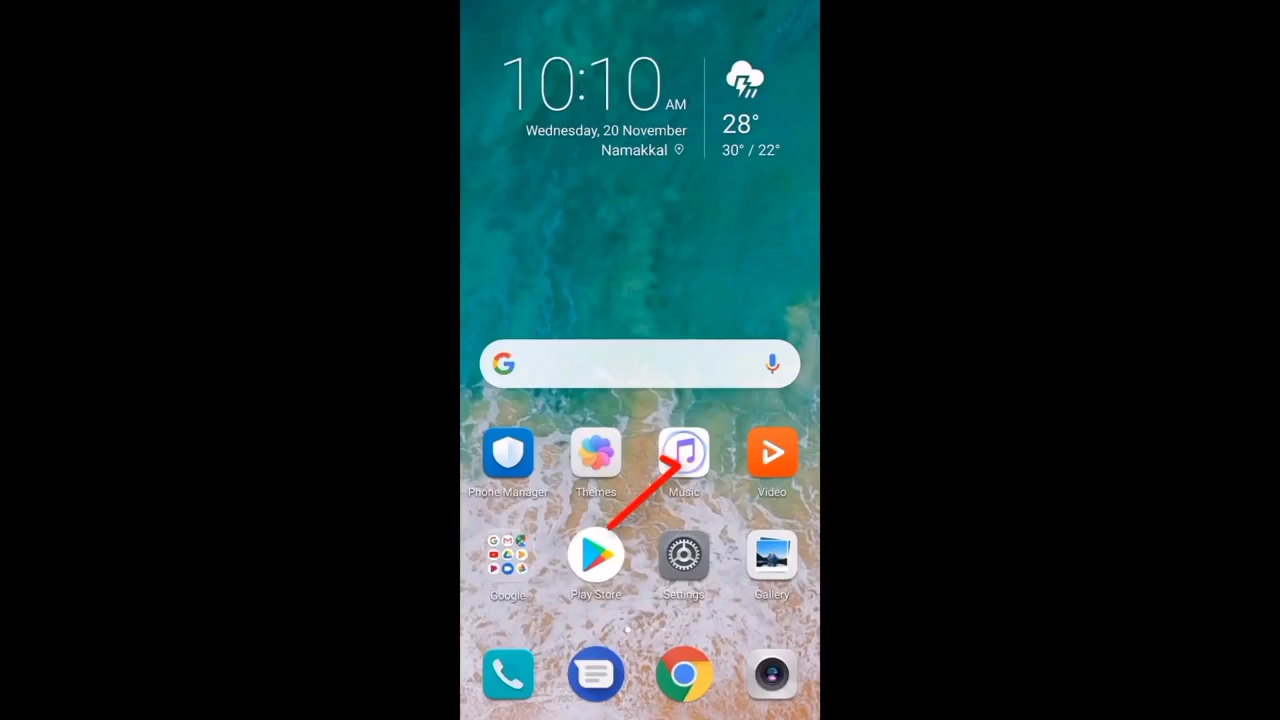 10:10 AM
Wednesday, 20 November
Namakkal
28°
30° / 22°
Phone Manager
Themes
Music
Video
Google
Play Store
Settings
Gallery